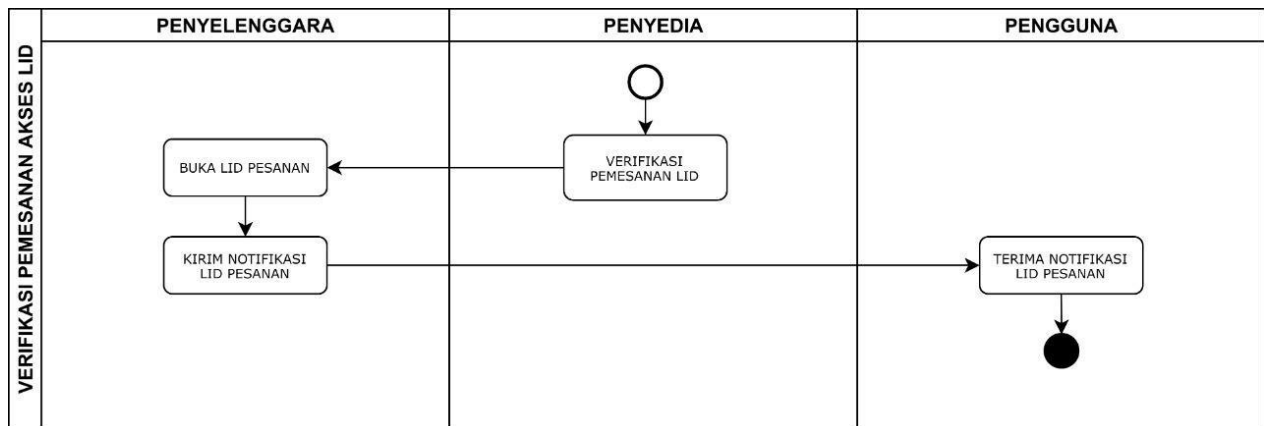 VERIFIKASI PEMESANAN AKSES LID
PENYELENGGARA
PENYEDIA
PENGGUNA
VERIFIKASI
PEMESANAN LID
BUKA LID PESANAN
KIRIM NOTIFIKASI
LID PESANAN
TERIMA NOTIFIKASI
LID PESANAN